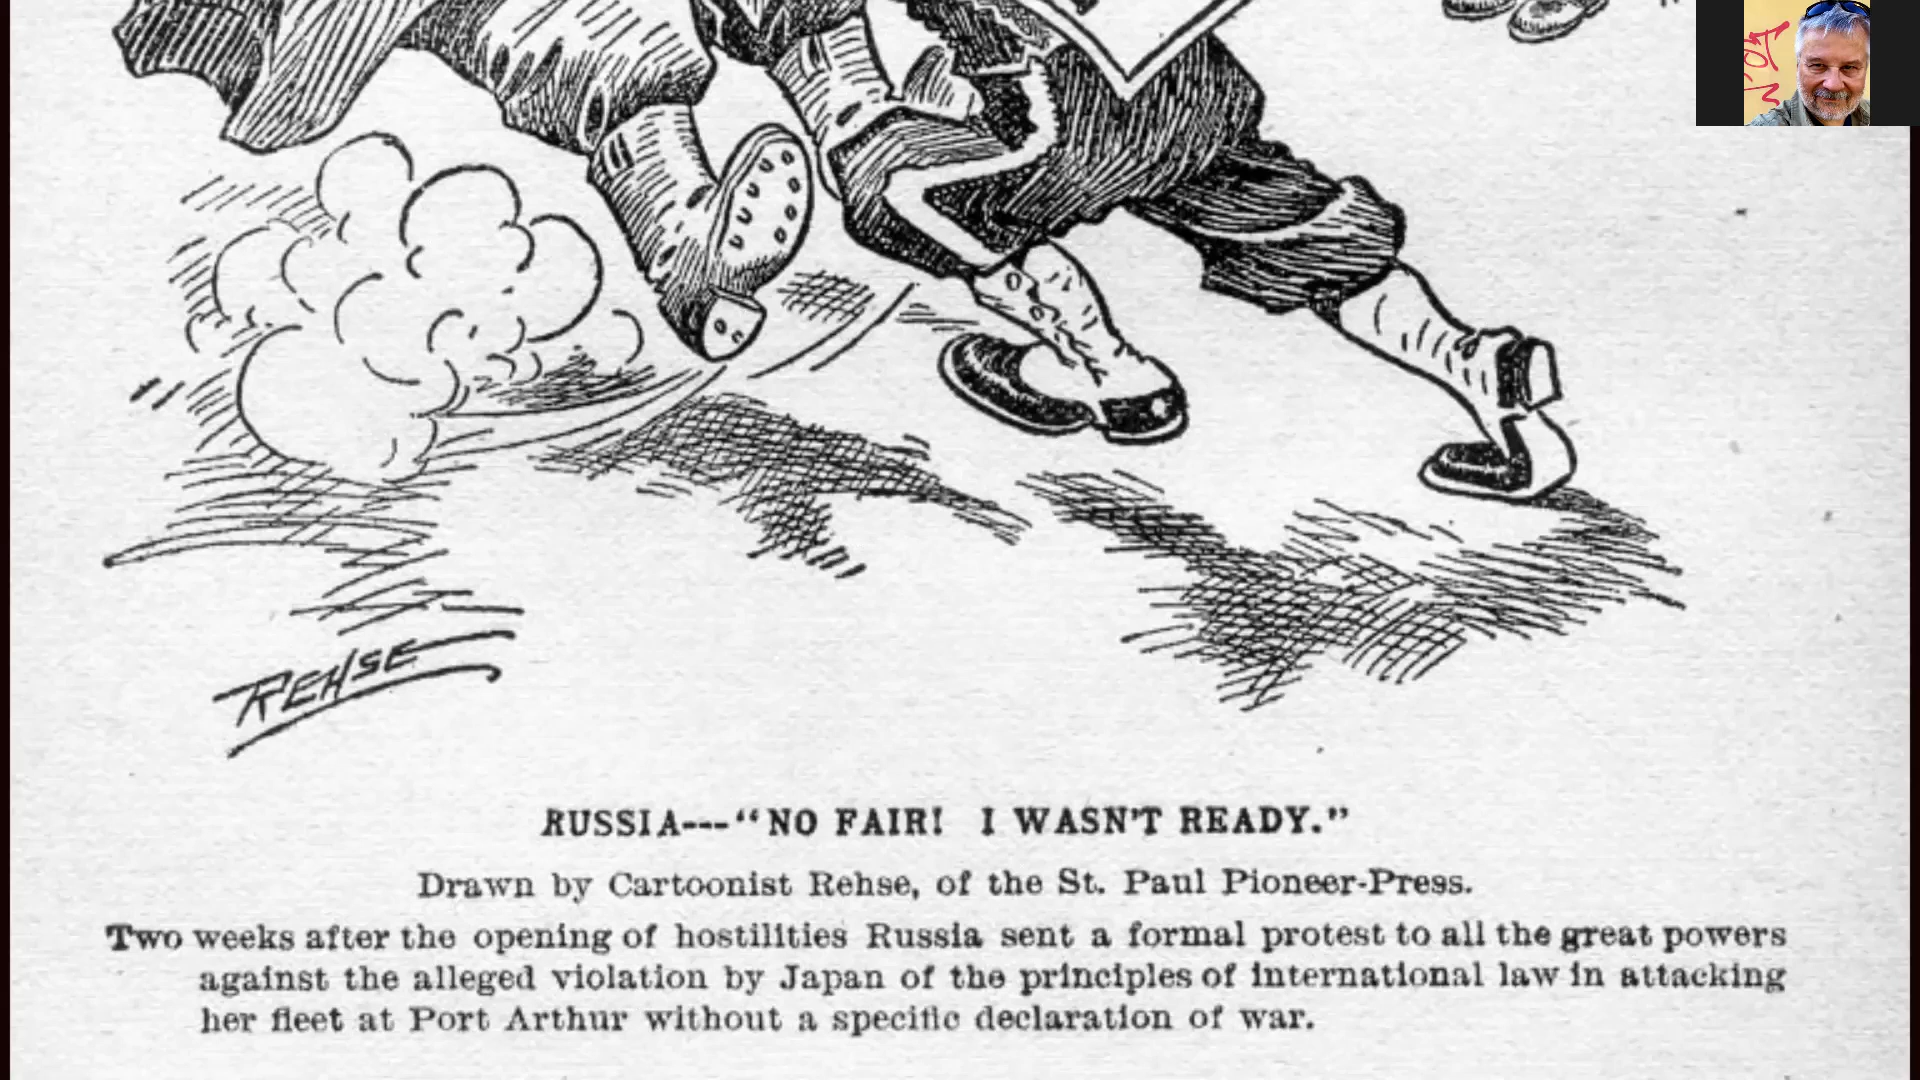 REHSE
RUSSIA---"NO FAIR! I WASN'T READY."
Drawn by Cartoonist Rehse, of the St. Paul Pioneer-Press.
Two weeks after the opening of hostilities Russia sent a formal protest to all the great powers
against the alleged violation by Japan of the principles of international law in attacking
her fleet at Port Arthur without a specific declaration of war.